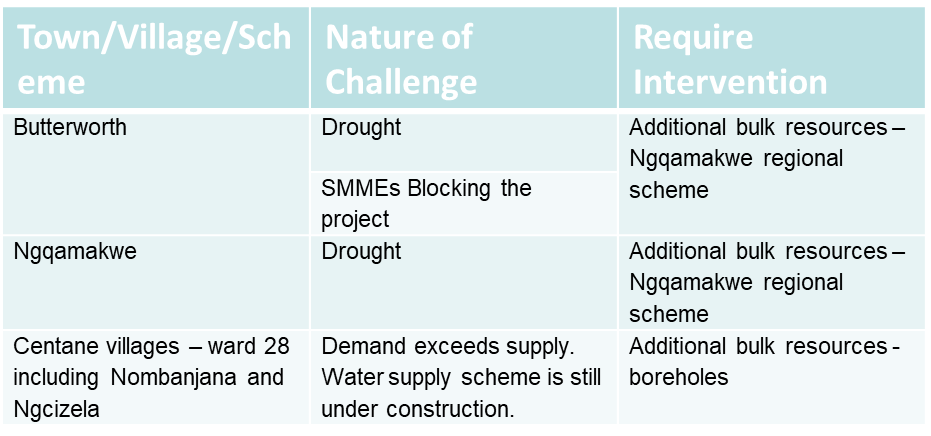 Town/Village/Sch
eme
Nature of
Challenge
Require
Intervention
Butterworth
Drought
Additional bulk resources –
Ngqamakwe regional
scheme
SMMEs Blocking the
project
Ngqamakwe
Drought
Additional bulk resources –
Ngqamakwe regional
scheme
Centane villages – ward 28
including Nombanjana and
Ngcizela
Demand exceeds supply.
Water supply scheme is still
under construction.
Additional bulk resources -
boreholes